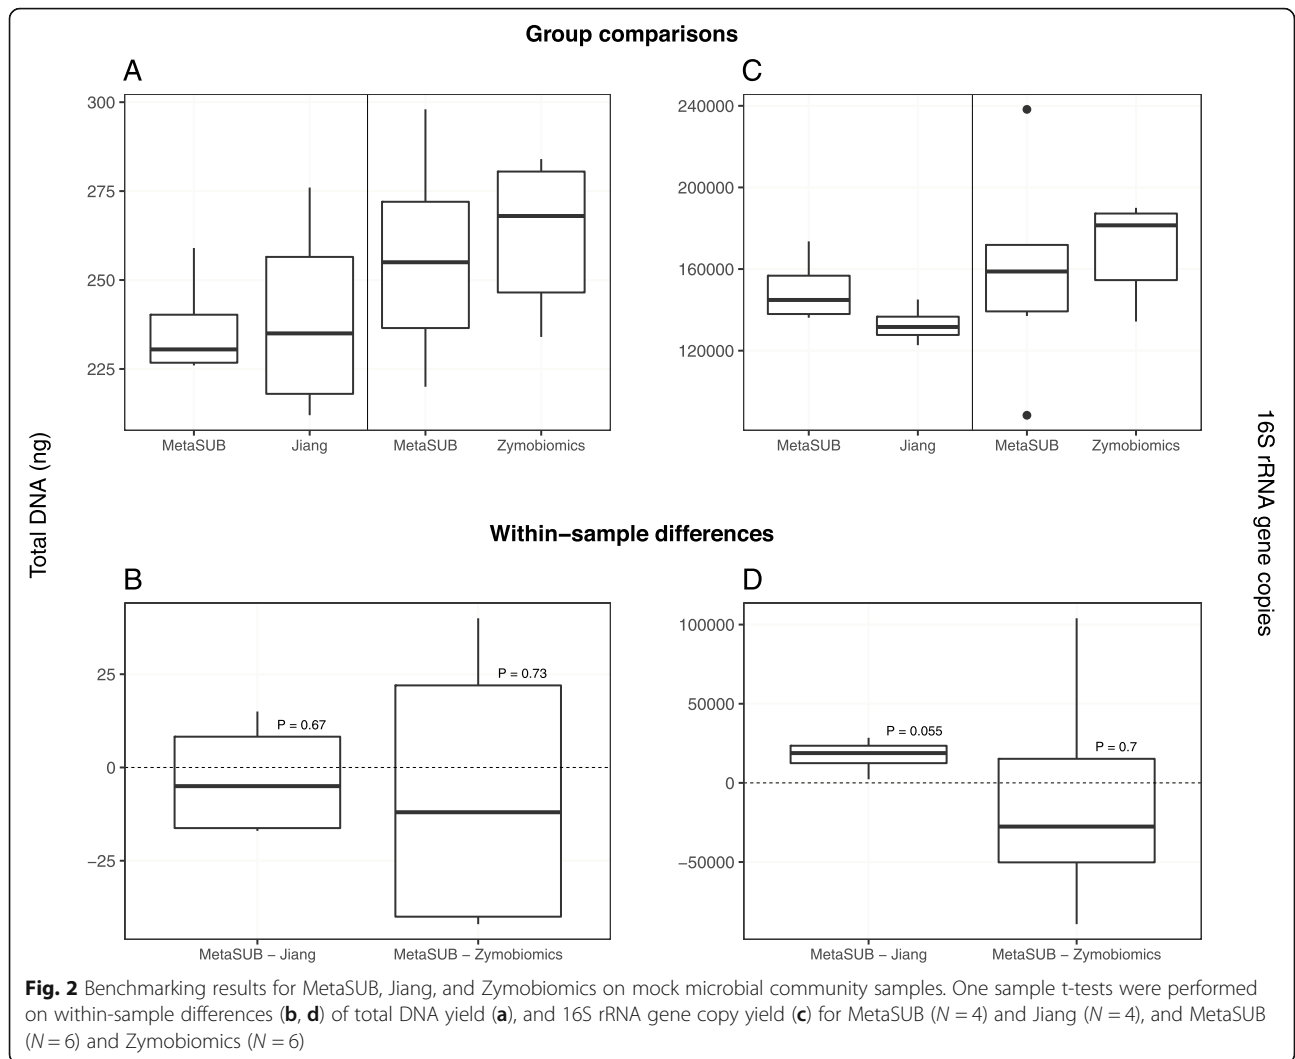 Group comparisons
A
300
275
250
225
MetaSUB
Jiang
MetaSUB
Zymobiomics
C
240000
200000
160000
120000
MetaSUB
Jiang
MetaSUB
Zymobiomics
Total DNA (ng)
16S rRNA gene copies
Within−sample differences
B
25
0
−25
P = 0.67
P = 0.73
MetaSUB − Jiang
MetaSUB − Zymobiomics
D
100000
50000
0
−50000
P = 0.055
P = 0.7
MetaSUB − Jiang
MetaSUB − Zymobiomics
Fig. 2 Benchmarking results for MetaSUB, Jiang, and Zymobiomics on mock microbial community samples. One sample t-tests were performed
on within-sample differences (b, d) of total DNA yield (a), and 16S rRNA gene copy yield (c) for MetaSUB (N = 4) and Jiang (N = 4), and MetaSUB
(N = 6) and Zymobiomics (N = 6)